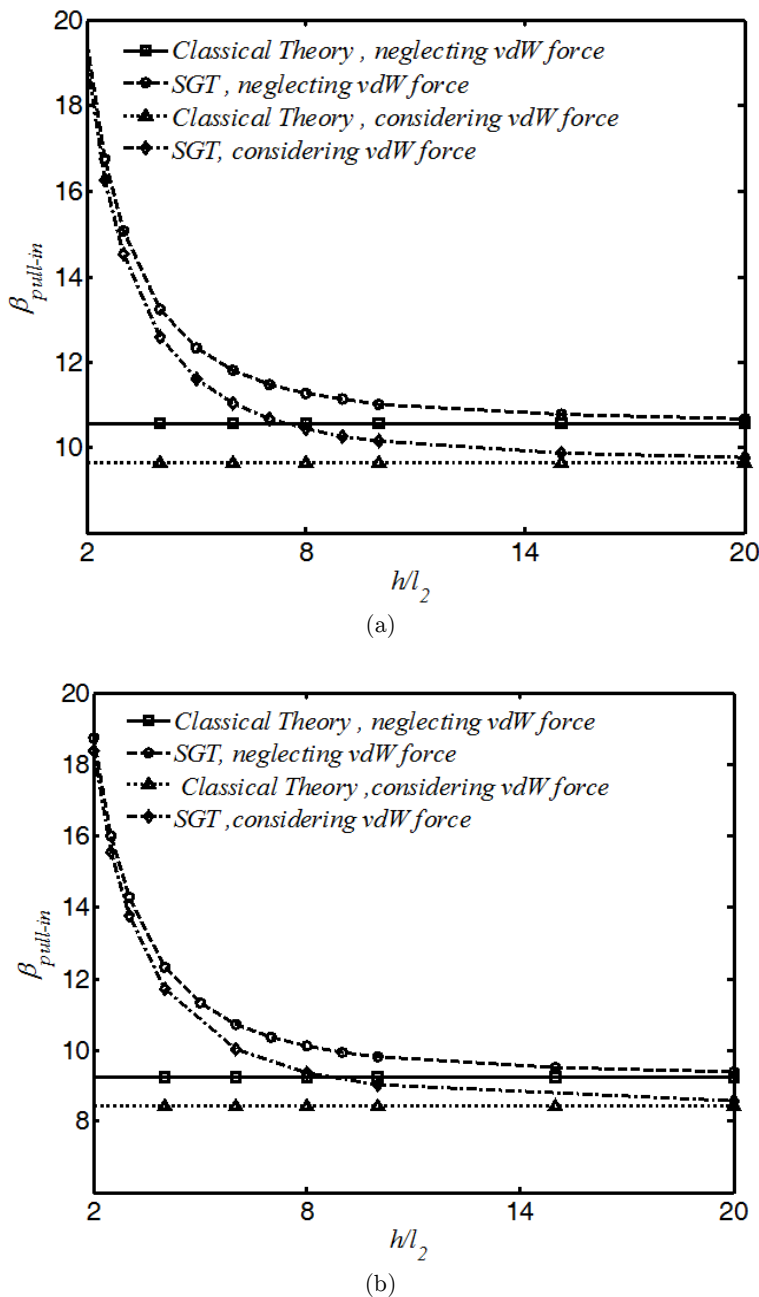 20
18
16
14
12
10
β_pull-in
Classical Theory , neglecting vdW force
SGT , neglecting vdW force
Classical Theory , considering vdW force
SGT, considering vdW force
2 8 14 20
h/l_2
(a)
20
18
16
14
12
10
8
β_pull-in
Classical Theory , neglecting vdW force
SGT, neglecting vdW force
Classical Theory ,considering vdW force
SGT ,considering vdW force
2 8 14 20
h/l_2
(b)